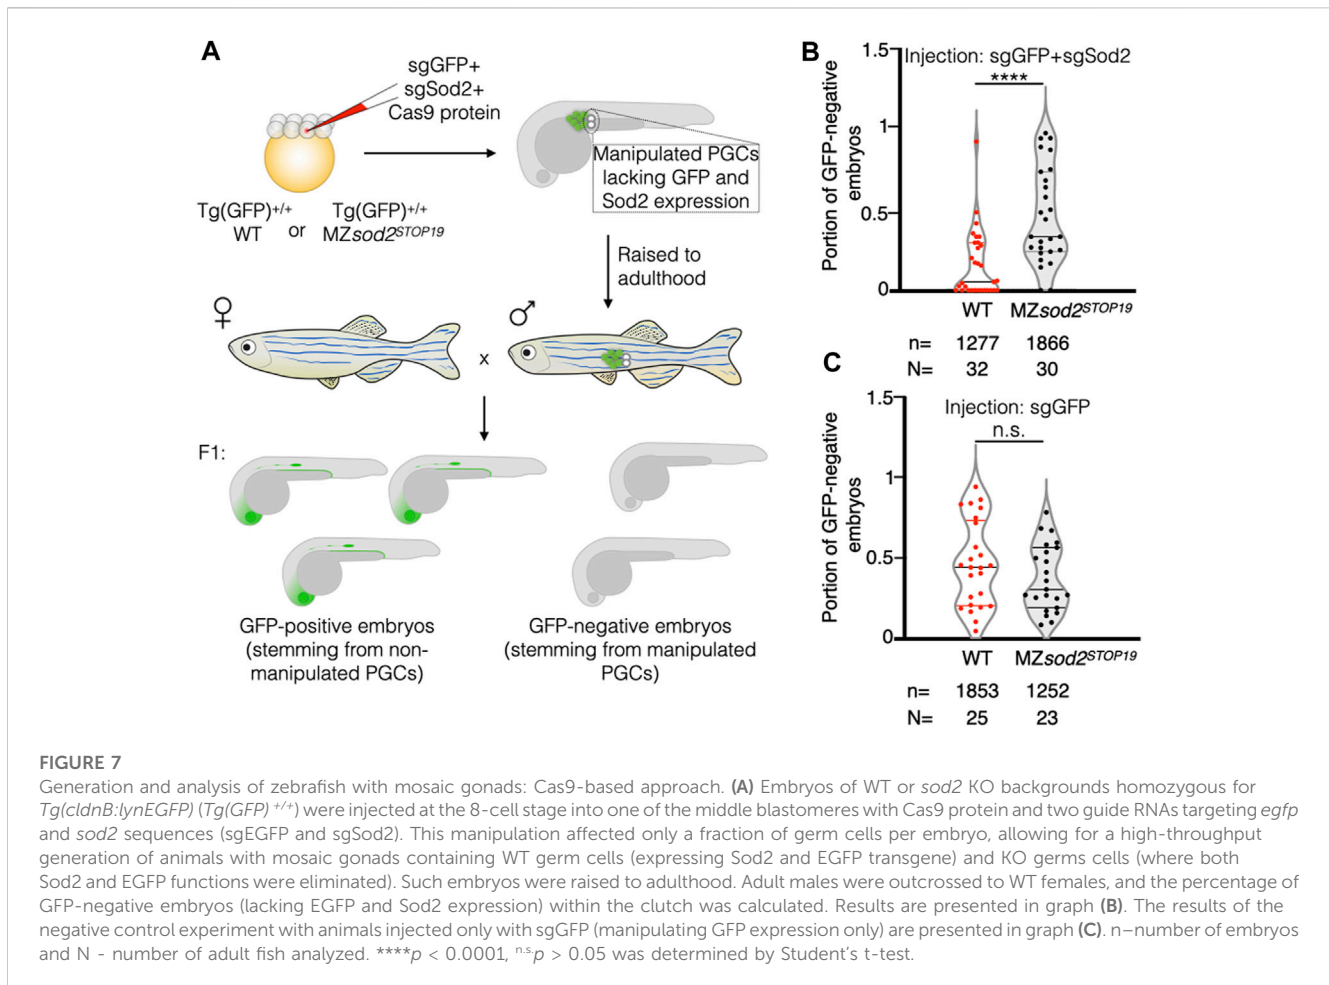 A
sgGFP+
sgSod2+
Cas9 protein
Tg(GFP)+/+
WT
or
Tg(GFP)+/+
MZsod2STOP19
Manipulated PGCs
lacking GFP and
Sod2 expression
Raised to
adulthood
♀
♂
x
F1:
GFP-positive embryos
(stemming from non-
manipulated PGCs)
GFP-negative embryos
(stemming from manipulated
PGCs)
B
Injection: sgGFP+sgSod2
****
Portion of GFP-negative
embryos
1.5
1
0.5
0
WT MZsod2STOP19
n= 1277 1866
N= 32 30
C
Injection: sgGFP
n.s.
Portion of GFP-negative
embryos
1.5
1
0.5
0
WT MZsod2STOP19
n= 1853 1252
N= 25 23
FIGURE 7
Generation and analysis of zebrafish with mosaic gonads: Cas9-based approach. (A) Embryos of WT or sod2 KO backgrounds homozygous for
Tg(cldnB:lynEGFP) (Tg(GFP) +/+) were injected at the 8-cell stage into one of the middle blastomeres with Cas9 protein and two guide RNAs targeting egfp
and sod2 sequences (sgEGFP and sgSod2). This manipulation affected only a fraction of germ cells per embryo, allowing for a high-throughput
generation of animals with mosaic gonads containing WT germ cells (expressing Sod2 and EGFP transgene) and KO germs cells (where both
Sod2 and EGFP functions were eliminated). Such embryos were raised to adulthood. Adult males were outcrossed to WT females, and the percentage of
GFP-negative embryos (lacking EGFP and Sod2 expression) within the clutch was calculated. Results are presented in graph (B). The results of the
negative control experiment with animals injected only with sgGFP (manipulating GFP expression only) are presented in graph (C). n–number of embryos
and N - number of adult fish analyzed. ****p < 0.0001, n.s.p > 0.05 was determined by Student's t-test.